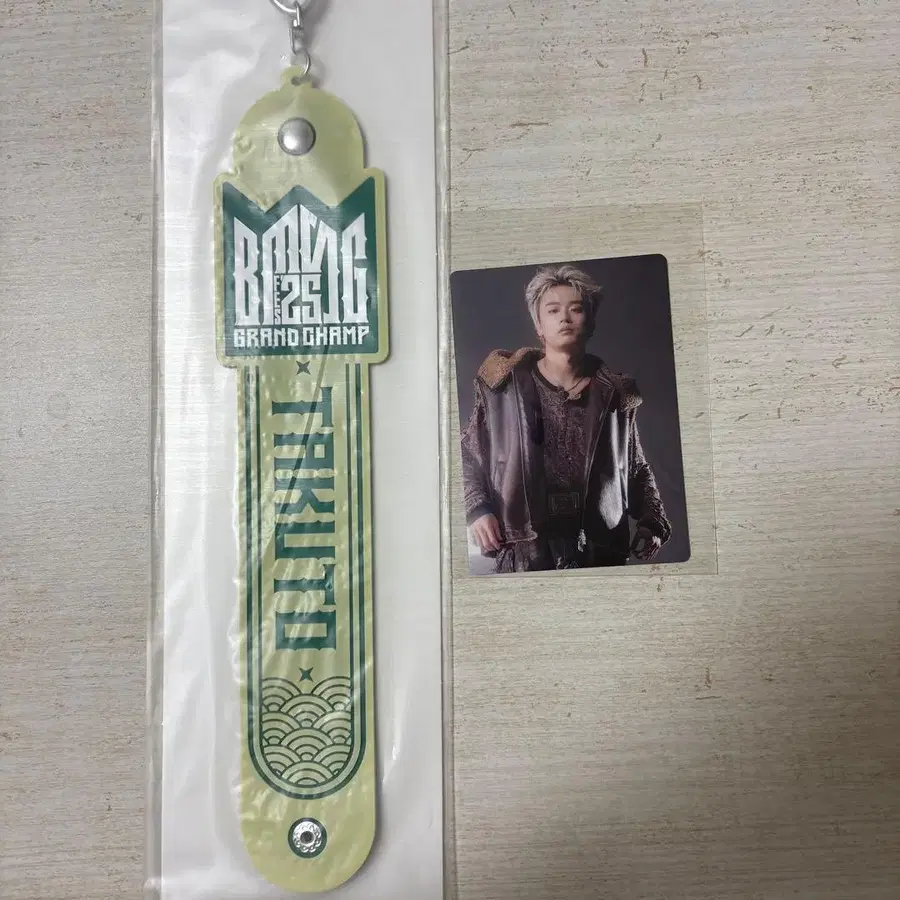 BMSG
FES
25
GRAND CHAMP
TAKUTO